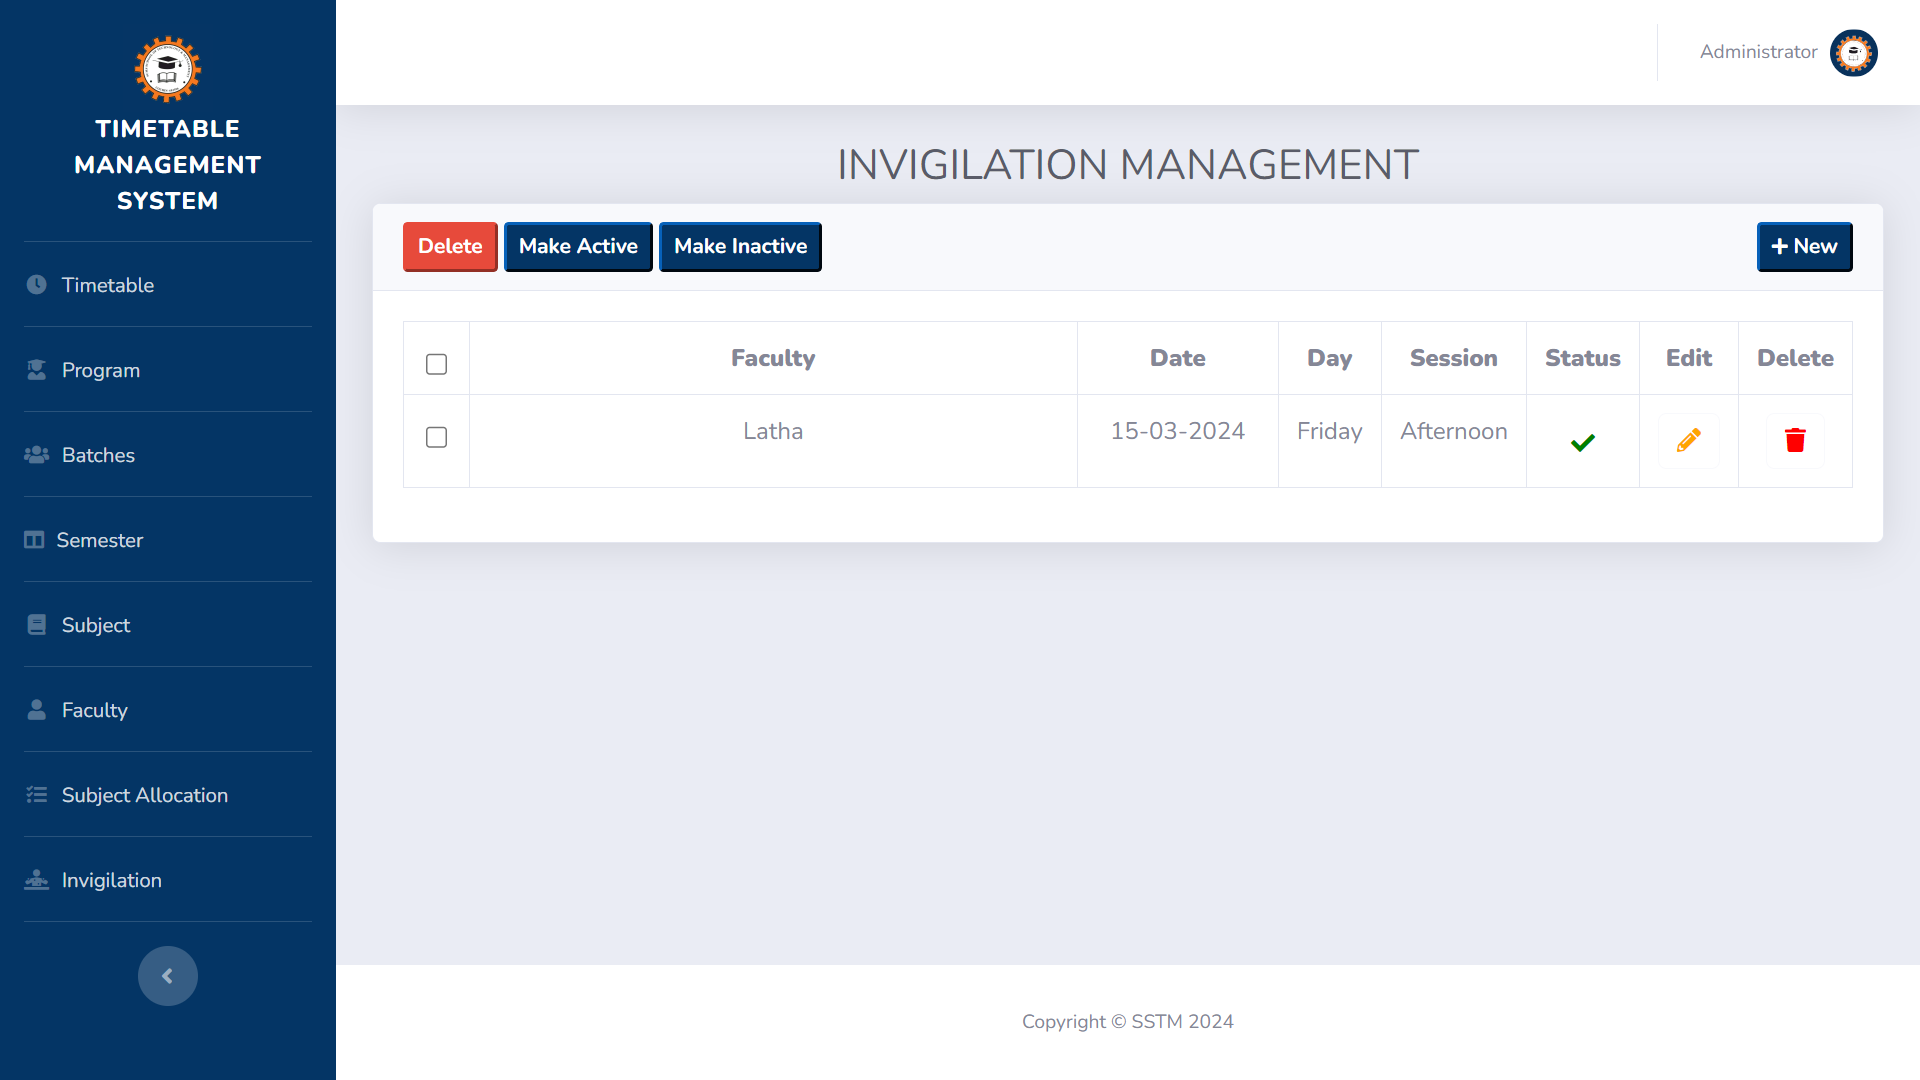 TIMETABLE
MANAGEMENT
SYSTEM
Timetable
Program
Batches
Semester
Subject
Faculty
Subject Allocation
Invigilation
Administrator
INVIGILATION MANAGEMENT
Delete Make Active Make Inactive New
Faculty Date Day Session Status Edit Delete
Latha 15-03-2024 Friday Afternoon
Copyright © SSTM 2024